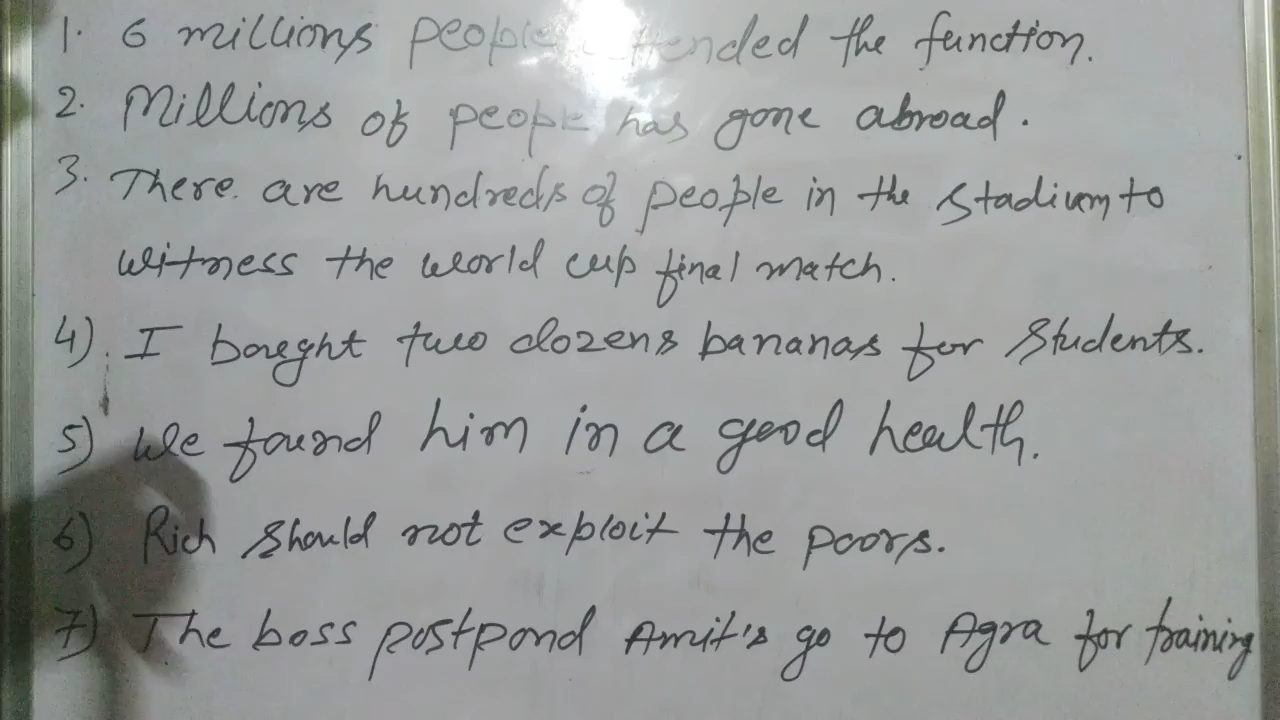 1. 6 millions people attended the function.
2. Millions of people has gone abroad.
3. There are hundreds of people in the stadium to
witness the world cup final match.
4) I bought two dozens bananas for students.
5) We found him in a good health.
6) Rich should not exploit the poors.
7) The boss postpond Amit's go to Agra for training